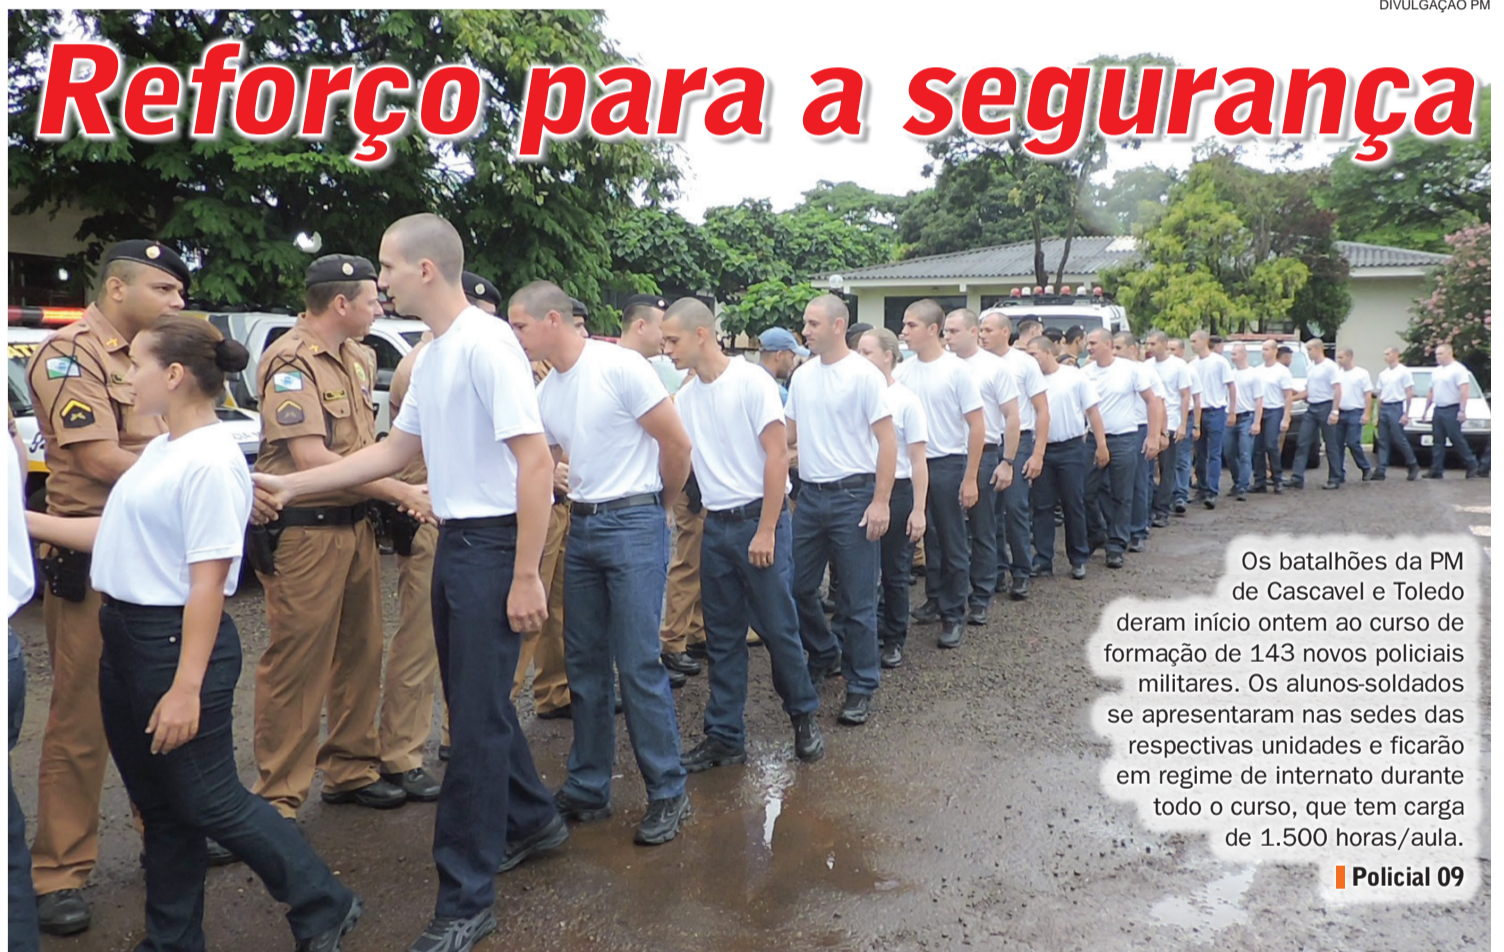 DIVULGAÇÃO PM
Reforço para a segurança
Os batalhões da PM
de Cascavel e Toledo
deram início ontem ao curso de
formação de 143 novos policiais
militares. Os alunos-soldados
se apresentaram nas sedes das
respectivas unidades e ficarão
em regime de internato durante
todo o curso, que tem carga
de 1.500 horas/aula.
Policial 09